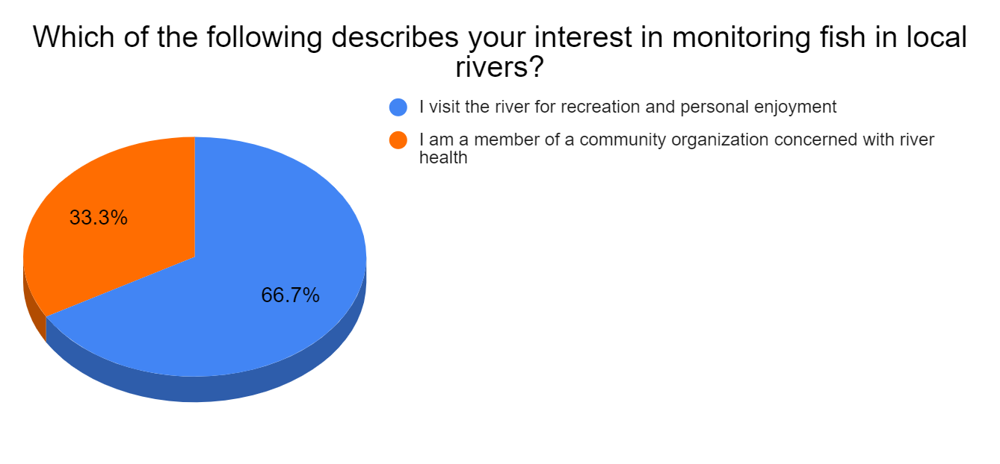 Which of the following describes your interest in monitoring fish in local
rivers?
I visit the river for recreation and personal enjoyment
I am a member of a community organization concerned with river
health
33.3%
66.7%